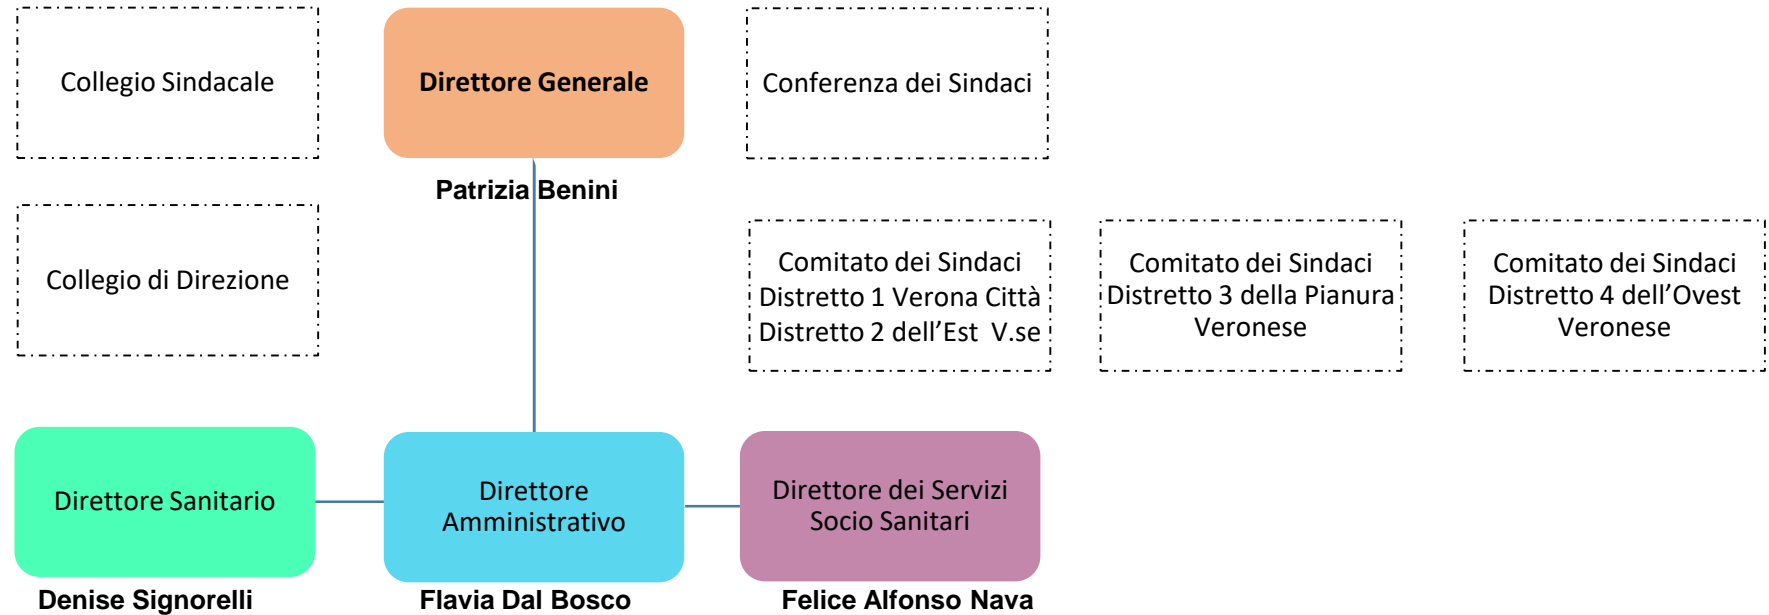 Collegio Sindacale
Direttore Generale
Conferenza dei Sindaci
Patrizia Benini
Collegio di Direzione
Comitato dei Sindaci
Distretto 1 Verona Città
Distretto 2 dell’Est V.se
Comitato dei Sindaci
Distretto 3 della Pianura
Veronese
Comitato dei Sindaci
Distretto 4 dell’Ovest
Veronese
Direttore Sanitario
Direttore
Amministrativo
Direttore dei Servizi
Socio Sanitari
Denise Signorelli
Flavia Dal Bosco
Felice Alfonso Nava